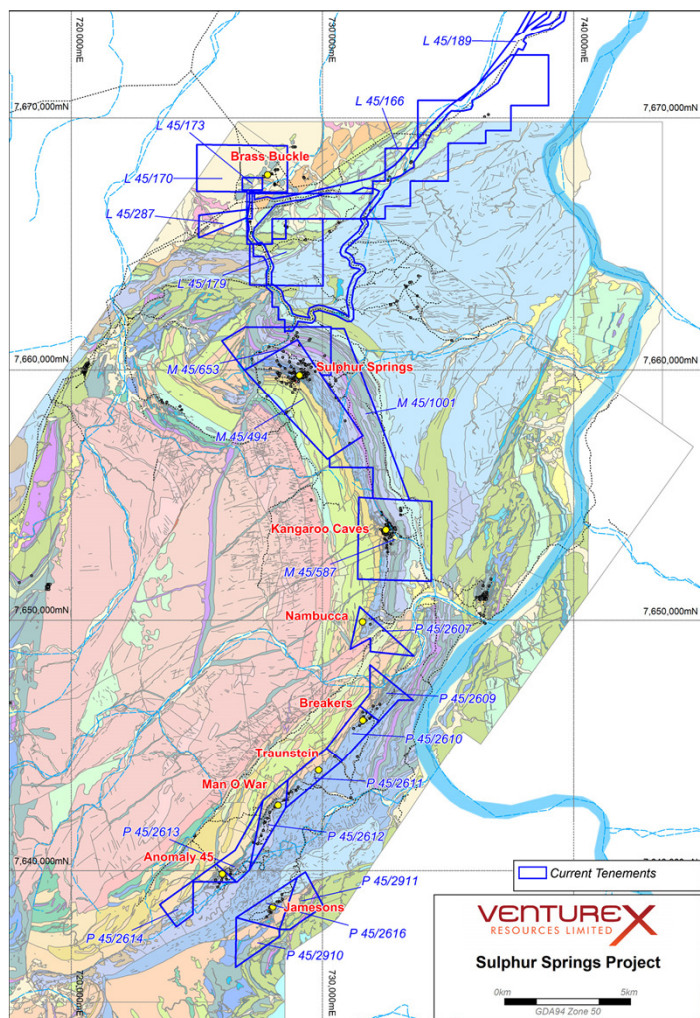 720,000mE
730,000mE
740,000mE
L 45/189
7,670,000mN
7,670,000mN
L 45/166
L 45/173
Brass Buckle
L 45/170
L 45/287
L 45/179
7,660,000mN
7,660,000mN
M 45/653
Sulphur Springs
M 45/1001
M 45/494
Kangaroo Caves
M 45/587
7,650,000mN
7,650,000mN
Nambucca
P 45/2607
P 45/2609
Breakers
P 45/2610
Traunstein
P 45/2611
Man O War
P 45/2613
P 45/2612
7,640,000mN
Anomaly 45
P 45/2911
Current Tenements
Jamesons
P 45/2616
P 45/2614
P 45/2910
VENTUREX
RESOURCES LIMITED
Sulphur Springs Project
720,000mE
730,000mE
0km
5km
GDA94 Zone 50